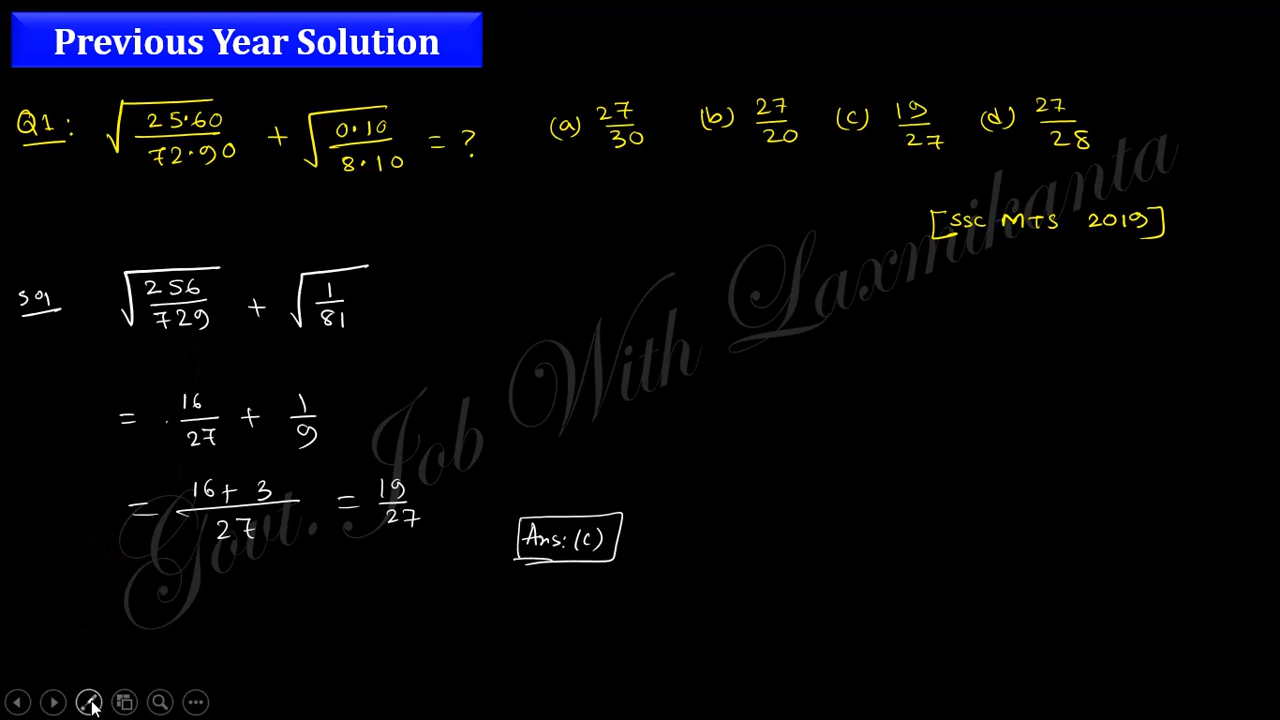 Previous Year Solution
Q1: √(25.60/72.90) + √(0.10/8.10) = ? (a) 27/30 (b) 27/20 (c) 19/27 (d) 27/28
[SSC MTS 2019]
Sol √(256/729) + √(1/81)
= 16/27 + 1/9
= (16+3)/27 = 19/27
Ans: (c)
Govt. Job With Laxmikanta